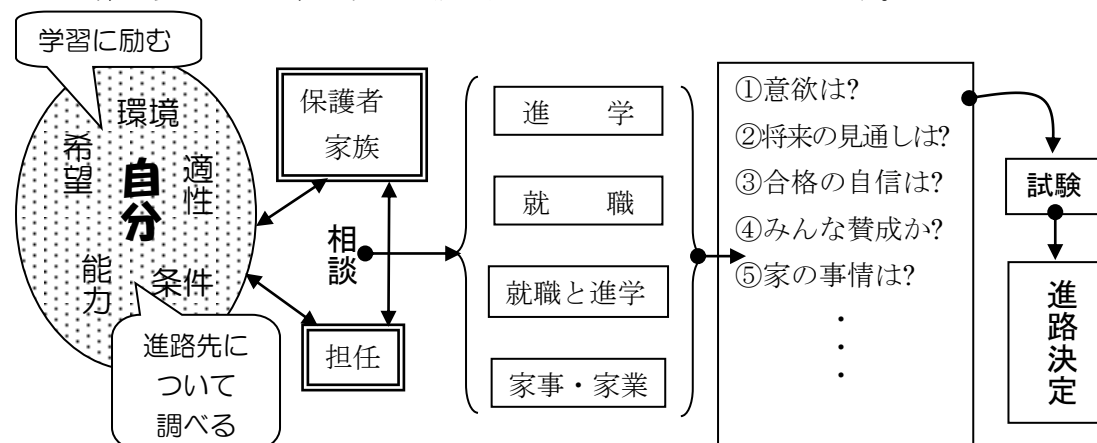 学習に励む
環境
希望
自分
適性
能力
条件
進路先に
ついて
調べる
保護者
家族
相談
担任
進　学
就　職
就職と進学
家事・家業
①意欲は?
②将来の見通しは?
③合格の自信は?
④みんな賛成か?
⑤家の事情は?
・
・
・
試験
進路決定